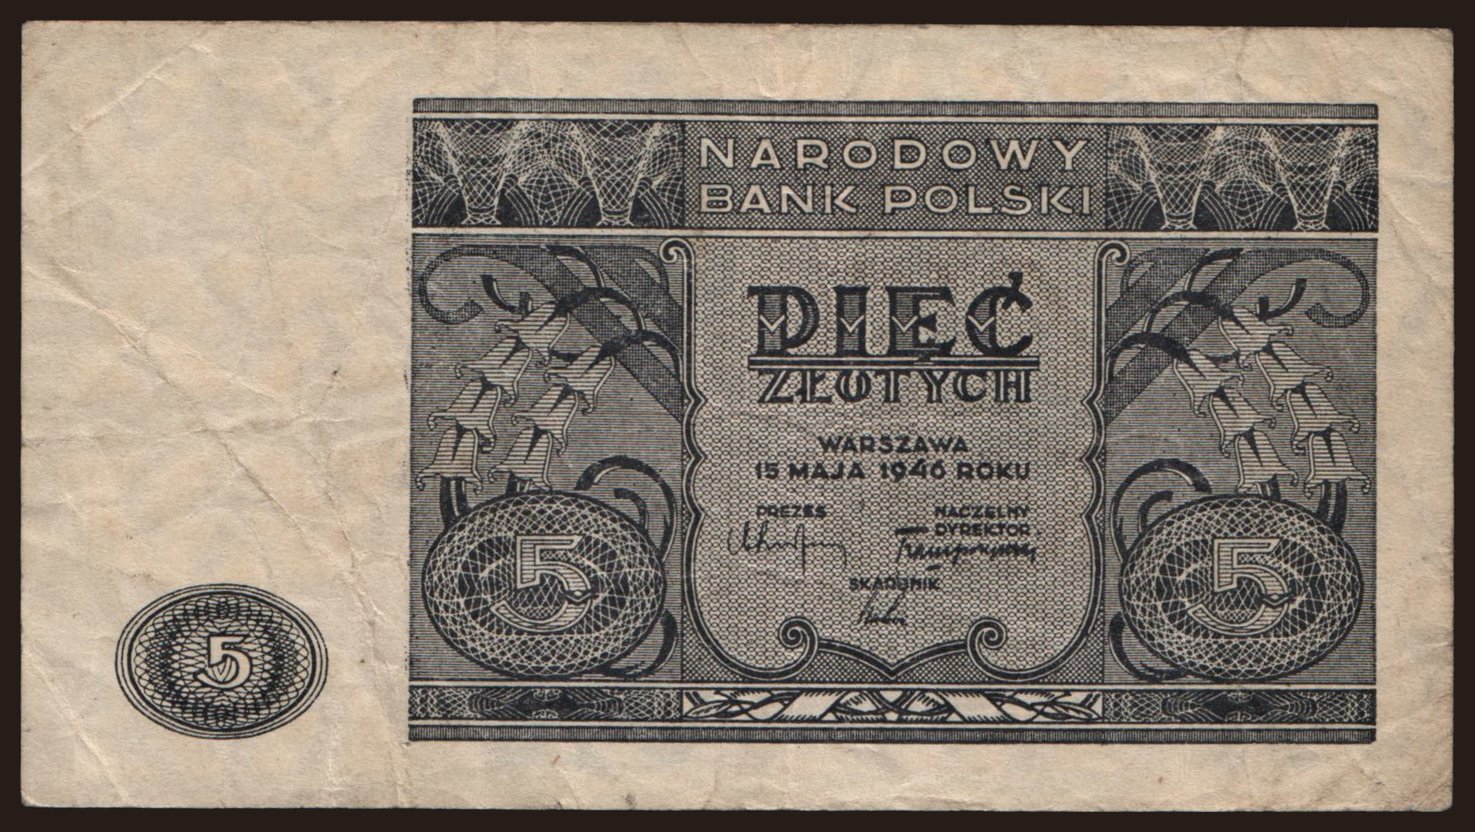 NARODOWY
BANK POLSKI
PIĘĆ
ZŁOTYCH
WARSZAWA
15 MAJA 1946 ROKU
PREZES
NACZELNY
DYREKTOR
SKARBNIK
5
5
5